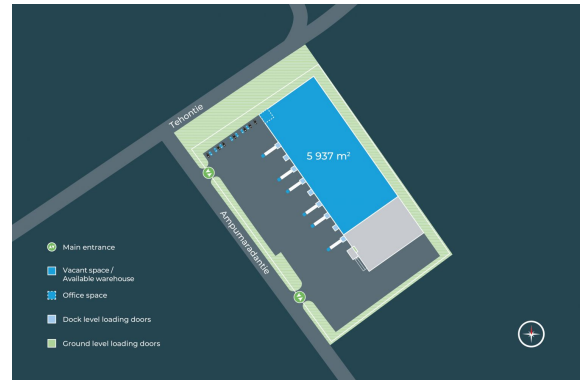 Tehontie
5 937 m²
Ampumaradantie
Main entrance
Vacant space /
Available warehouse
Office space
Dock level loading doors
Ground level loading doors